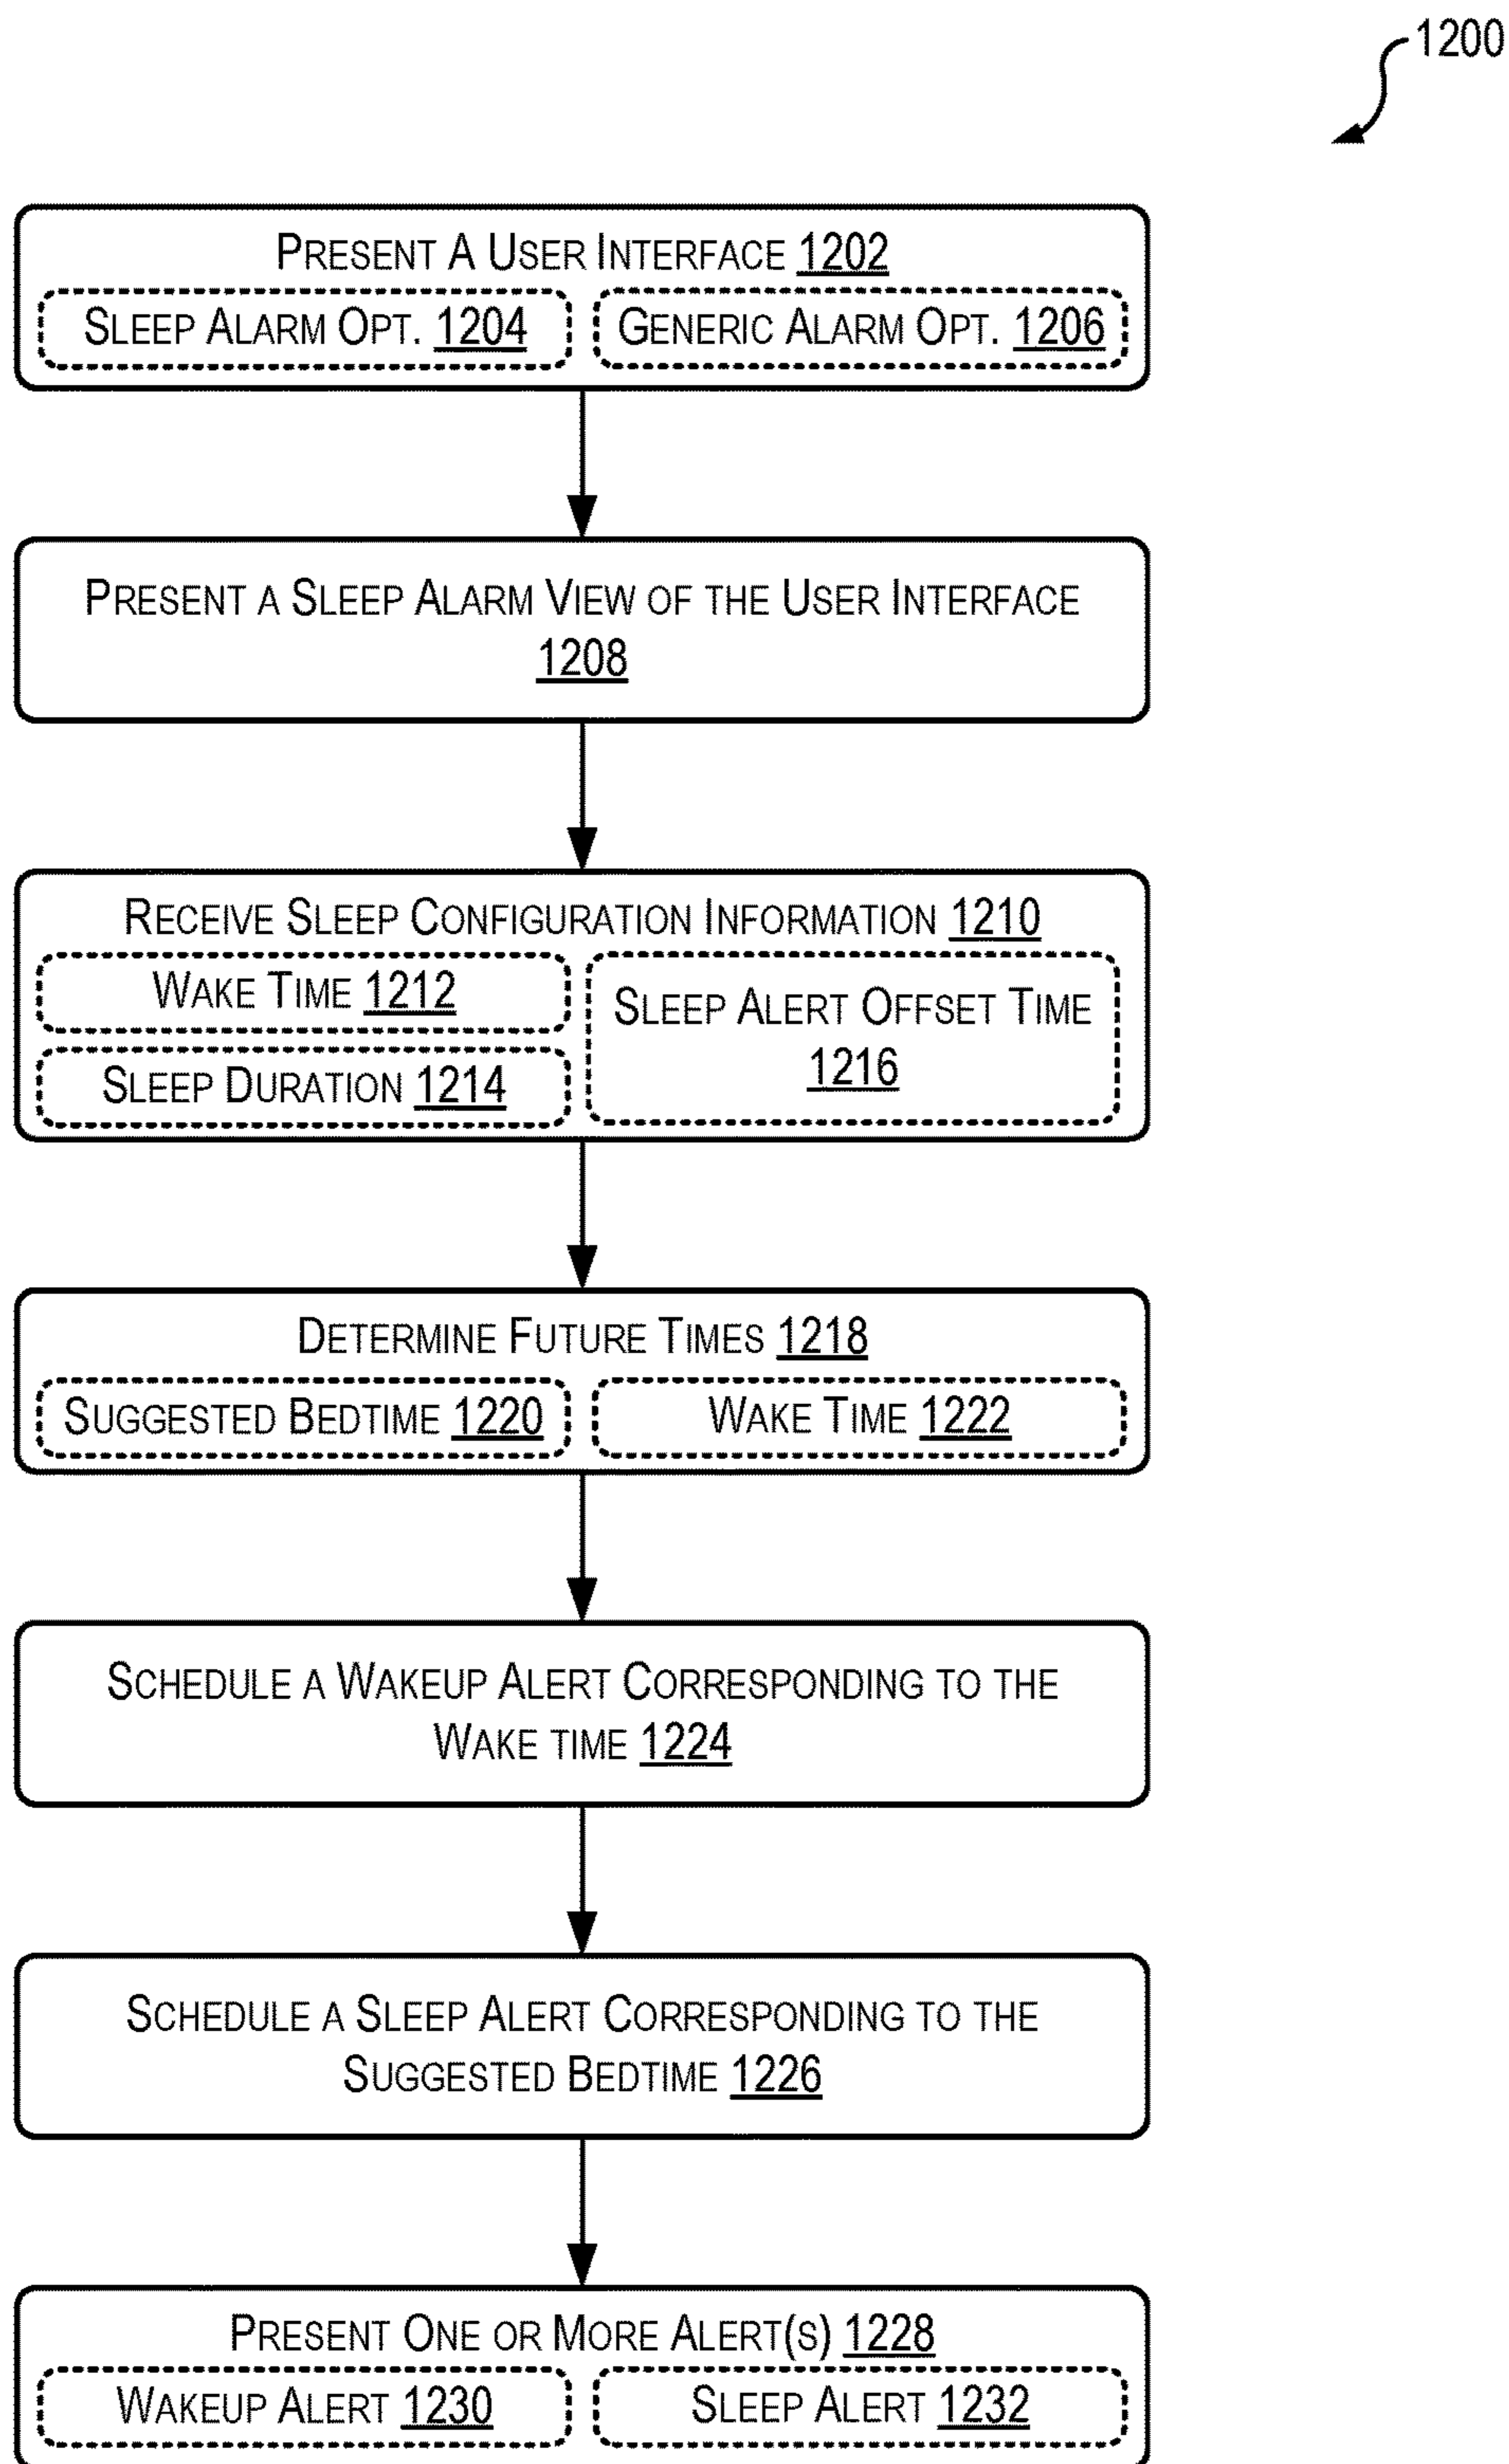 1200
PRESENT A USER INTERFACE 1202
SLEEP ALARM OPT. 1204
GENERIC ALARM OPT. 1206
PRESENT A SLEEP ALARM VIEW OF THE USER INTERFACE
1208
RECEIVE SLEEP CONFIGURATION INFORMATION 1210
WAKE TIME 1212
SLEEP DURATION 1214
SLEEP ALERT OFFSET TIME
1216
DETERMINE FUTURE TIMES 1218
SUGGESTED BEDTIME 1220
WAKE TIME 1222
SCHEDULE A WAKEUP ALERT CORRESPONDING TO THE
WAKE TIME 1224
SCHEDULE A SLEEP ALERT CORRESPONDING TO THE
SUGGESTED BEDTIME 1226
PRESENT ONE OR MORE ALERT(S) 1228
WAKEUP ALERT 1230
SLEEP ALERT 1232